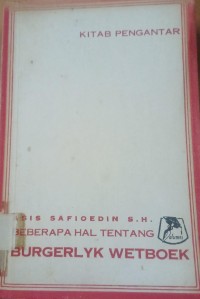 KITAB PENGANTAR
SAFIOEDIN S.H.
BEBERAPA HAL TENTANG
BURGERLYK WETBOEK